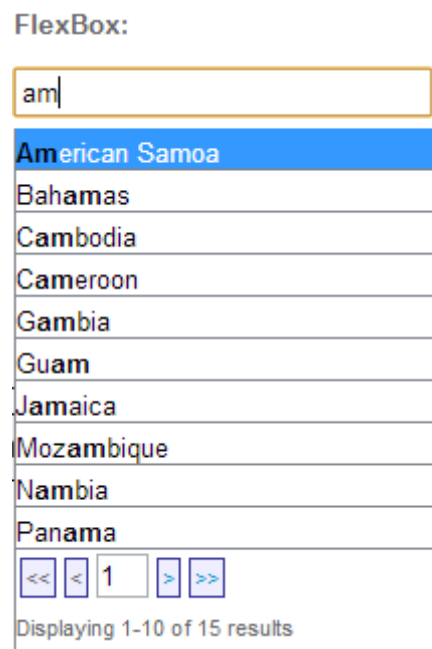 FlexBox:
am
American Samoa
Bahamas
Cambodia
Cameroon
Gambia
Guam
Jamaica
Mozambique
Nambia
Panama
<< < 1 > >>
Displaying 1-10 of 15 results